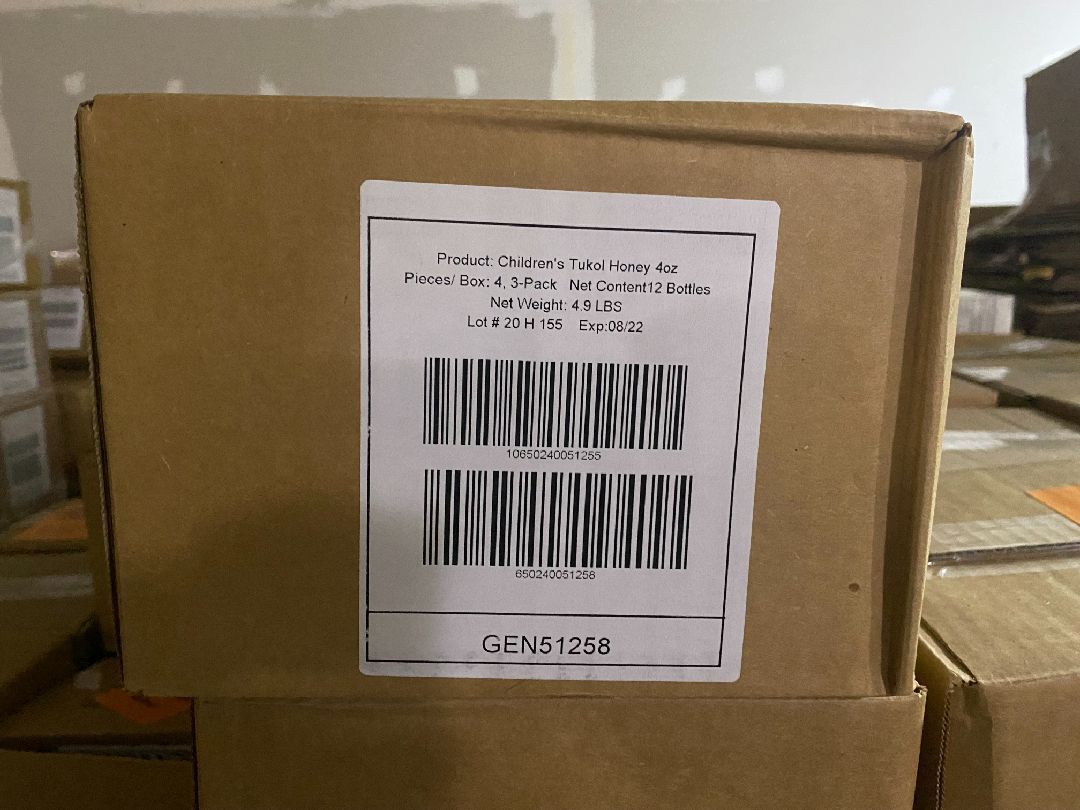 Product: Children's Tukol Honey 4oz
Pieces/ Box: 4, 3-Pack Net Content12 Bottles
Net Weight: 4.9 LBS
Lot # 20 H 155 Exp:08/22
10650240051255
650240051258
GEN51258